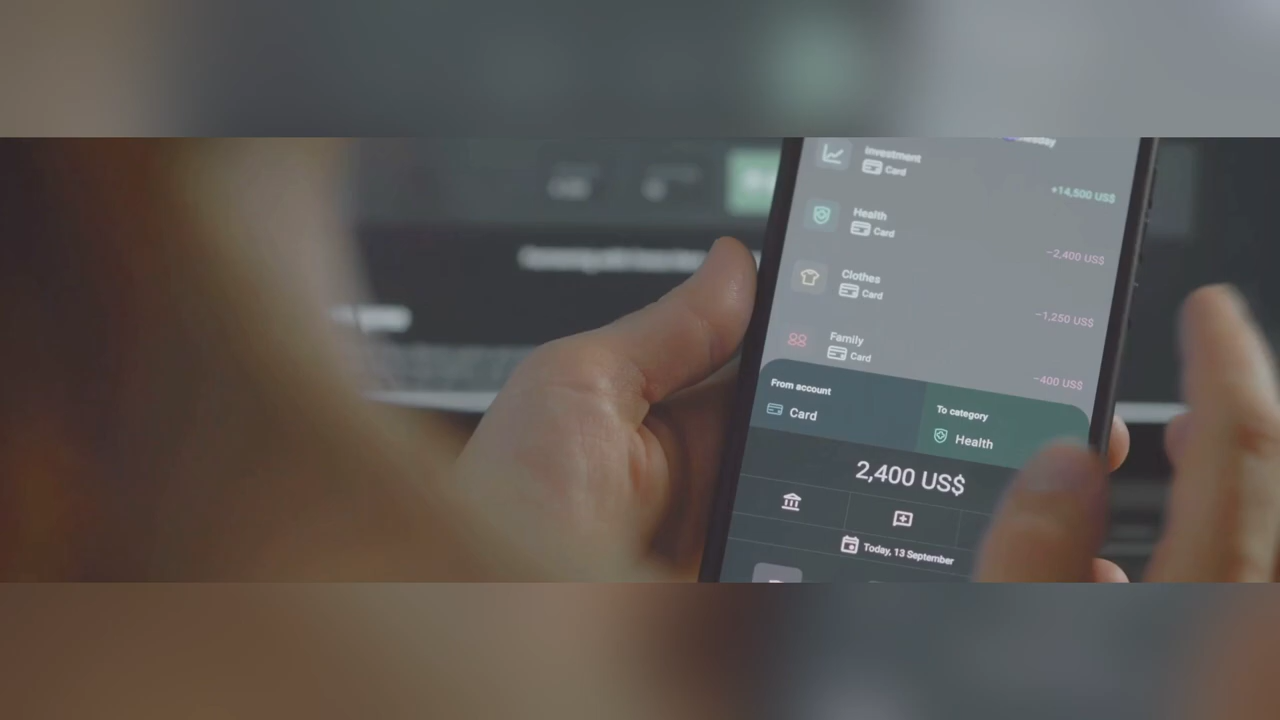 Investment
Card
+14,500 US$
Health
Card
−2,400 US$
Clothes
Card
−1,250 US$
Family
Card
−400 US$
From account
Card
To category
Health
2,400 US$
Today, 13 September